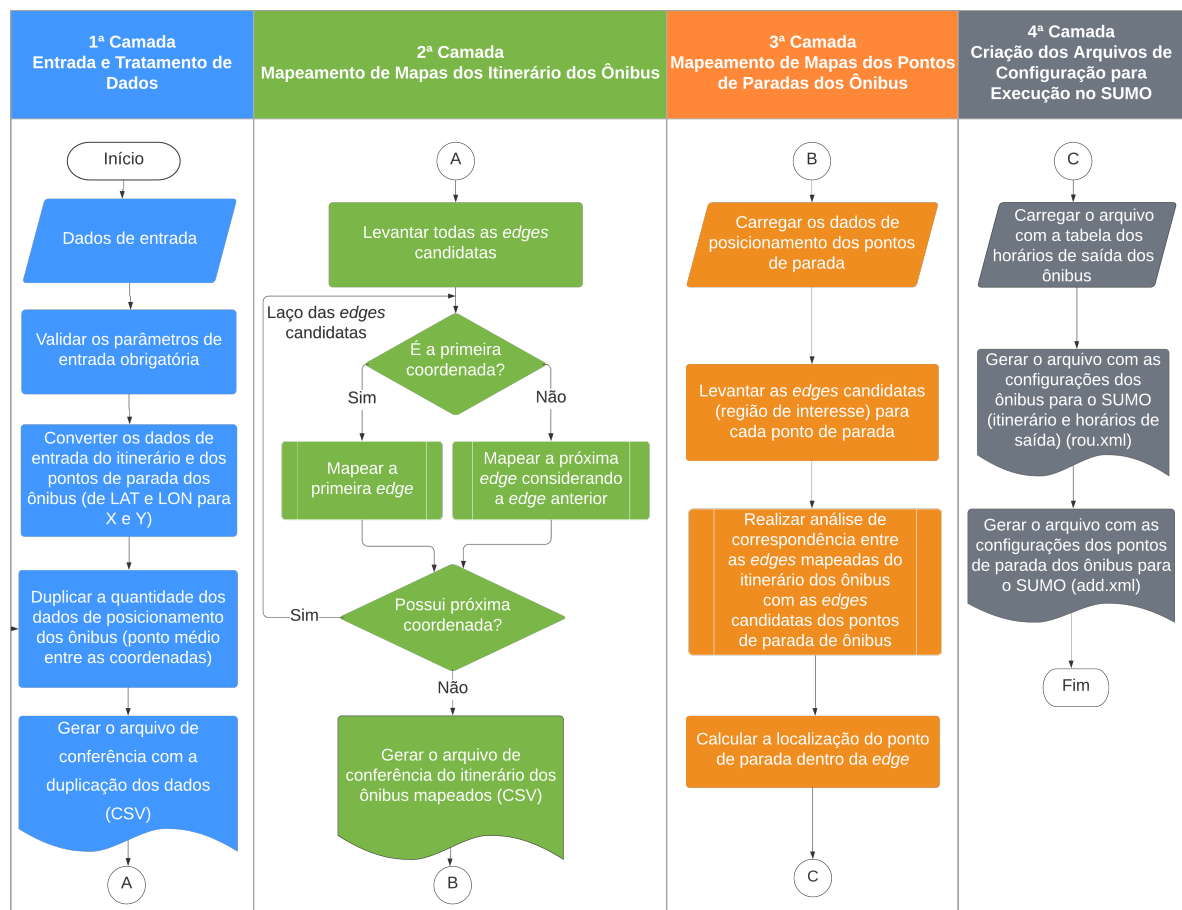 1ª Camada
Entrada e Tratamento de
Dados
Início
Dados de entrada
Validar os parâmetros de
entrada obrigatória
Converter os dados de
entrada do itinerário e dos
pontos de parada dos
ônibus (de LAT e LON para
X e Y)
Duplicar a quantidade dos
dados de posicionamento
dos ônibus (ponto médio
entre as coordenadas)
Gerar o arquivo de
conferência com a
duplicação dos dados
(CSV)
A
2ª Camada
Mapeamento de Mapas dos Itinerário dos Ônibus
A
Levantar todas as edges
candidatas
Laço das edges
candidatas
É a primeira
coordenada?
Sim
Não
Mapear a
primeira edge
Mapear a próxima
edge considerando
a edge anterior
Possui próxima
coordenada?
Sim
Não
Gerar o arquivo de
conferência do itinerário dos
ônibus mapeados (CSV)
B
3ª Camada
Mapeamento de Mapas dos Pontos
de Paradas dos Ônibus
B
Carregar os dados de
posicionamento dos pontos
de parada
Levantar as edges candidatas
(região de interesse) para
cada ponto de parada
Realizar análise de
correspondência entre
as edges mapeadas do
itinerário dos ônibus
com as edges
candidatas dos pontos
de parada de ônibus
Calcular a localização do ponto
de parada dentro da edge
C
4ª Camada
Criação dos Arquivos de
Configuração para
Execução no SUMO
C
Carregar o arquivo
com a tabela dos
horários de saída dos
ônibus
Gerar o arquivo com as
configurações dos
ônibus para o SUMO
(itinerário e horários de
saída) (rou.xml)
Gerar o arquivo com as
configurações dos pontos
de parada dos ônibus para
o SUMO (add.xml)
Fim